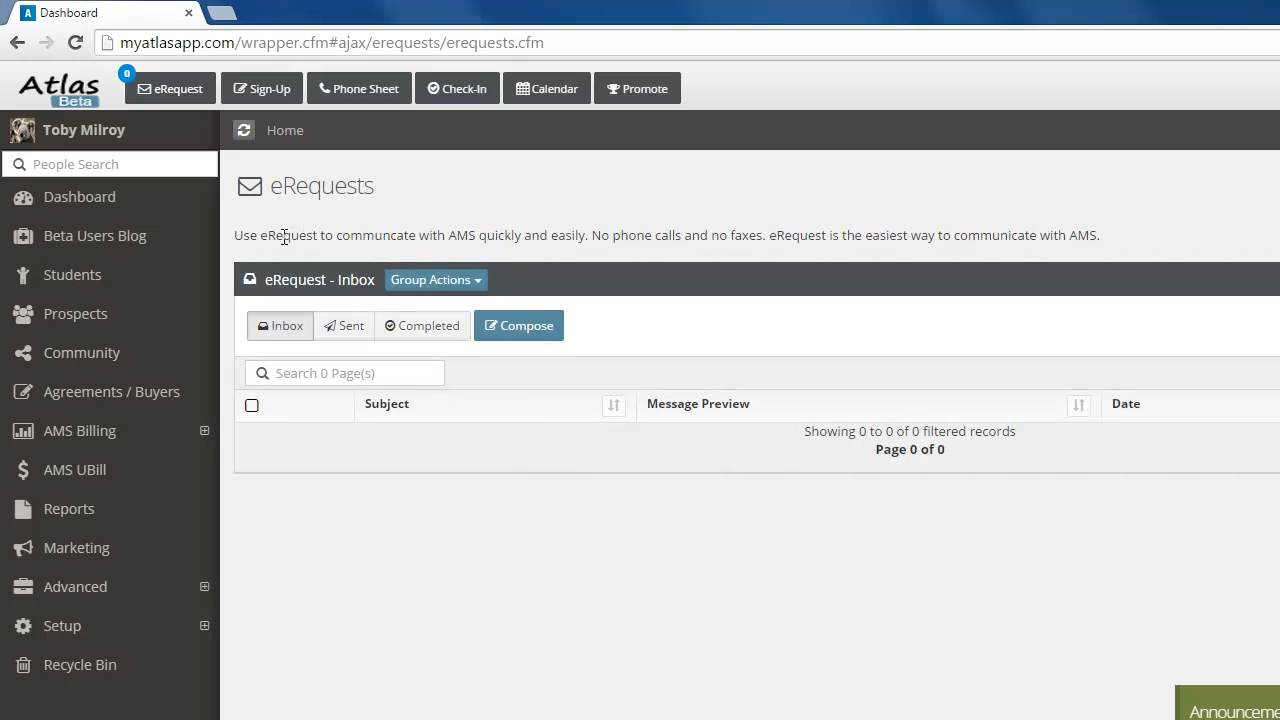 A Dashboard ×
myatlasapp.com/wrapper.cfm#ajax/erequests/erequests.cfm
Atlas
Beta
0
eRequest
Sign-Up
Phone Sheet
Check-In
Calendar
Promote
Toby Milroy
Home
People Search
Dashboard
Beta Users Blog
Students
Prospects
Community
Agreements / Buyers
AMS Billing
AMS UBill
Reports
Marketing
Advanced
Setup
Recycle Bin
eRequests
Use eRequest to communcate with AMS quickly and easily. No phone calls and no faxes. eRequest is the easiest way to communicate with AMS.
eRequest - Inbox Group Actions
Inbox Sent Completed Compose
Search 0 Page(s)
Subject Message Preview Date
Showing 0 to 0 of 0 filtered records
Page 0 of 0
Announceme